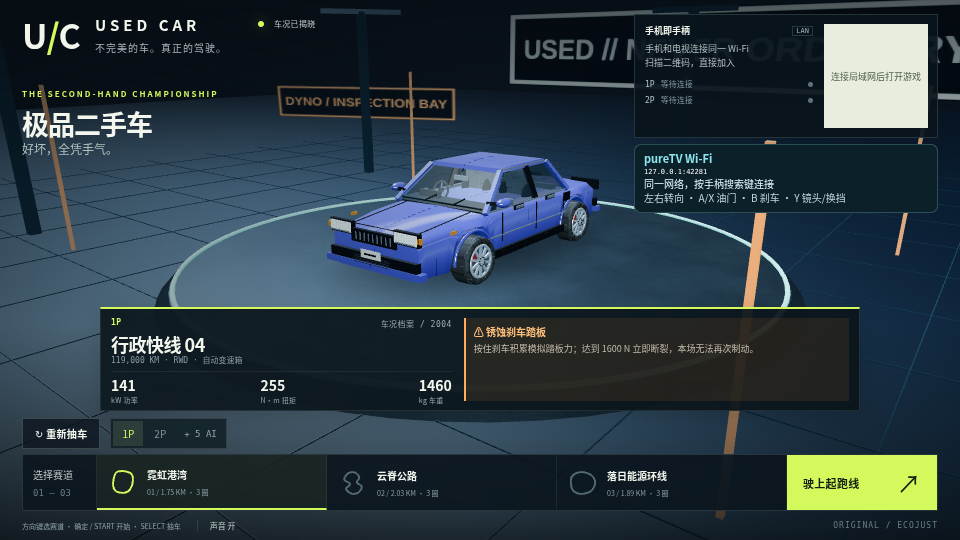 U/C
USED CAR
不完美的车。真正的驾驶。
车况已揭晓
THE SECOND-HAND CHAMPIONSHIP
极品二手车
好坏，全凭手气。
DYNO / INSPECTION BAY
USED //
手机即手柄
LAN
手机和电视连接同一 Wi-Fi
扫描二维码，直接加入
1P 等待连接
2P 等待连接
连接局域网后打开游戏
pureTV Wi-Fi
127.0.0.1:42281
同一网络，按手柄搜索键连接
左右转向 · A/X 油门 · B 刹车 · Y 镜头/换挡
1P
车况档案 / 2004
行政快线 04
119,000 KM · RWD · 自动变速箱
141
kW 功率
255
N·m 扭矩
1460
kg 车重
⚠ 锈蚀刹车踏板
按住刹车积累模拟踏板力；达到 1600 N 立即断裂，本场无法再次制动。
↻ 重新抽车
1P
2P
+ 5 AI
选择赛道
01 — 03
霓虹港湾
01 / 1.75 KM · 3 圈
云脊公路
02 / 2.03 KM · 3 圈
落日能源环线
03 / 1.89 KM · 3 圈
驶上起跑线
方向键选赛道 · 确定 / START 开始 · SELECT 抽车
声音 开
ORIGINAL / ECOJUST